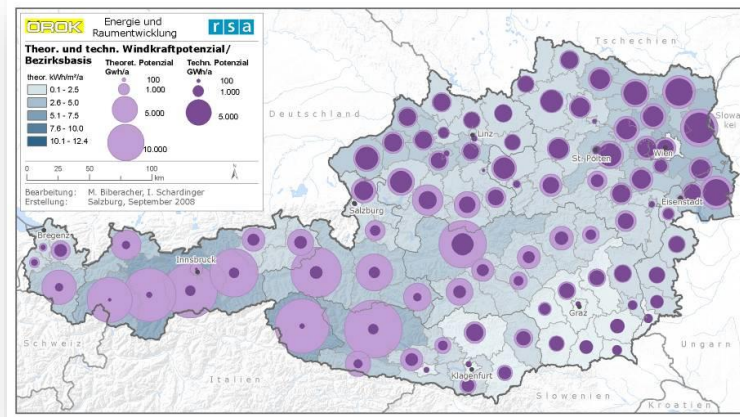 ÖROK
Energie und
Raumentwicklung
rsa
Theor. und techn. Windkraftpotenzial/
Bezirksbasis
theor. kWh/m²/a
0.1 - 2.5
2.6 - 5.0
5.1 - 7.5
7.6 - 10.0
10.1 - 12.4
Theoret. Potenzial
Gwh/a
100
1.000
5.000
10.000
Techn. Potenzial
GWh/a
100
1.000
5.000
0 25 50 100
km
Bearbeitung: M. Biberacher, I. Schardinger
Erstellung: Salzburg, September 2008
Tschechien
Deutschland
Slowa
kei
Linz
St. Pölten
Wien
Salzburg
Eisenstadt
Bregenz
Innsbruck
Graz
Schweiz
Klagenfurt
Ungarn
Italien
Slowenien
Kroatien